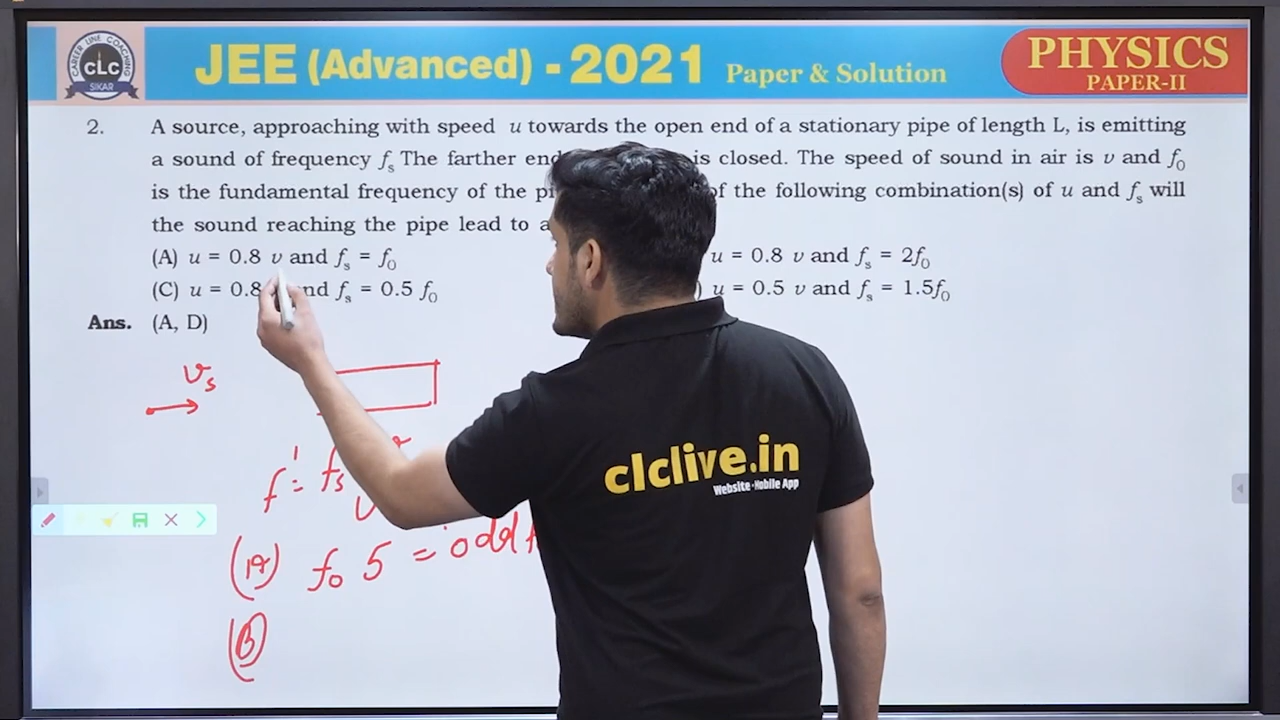 CAREER LINE COACHING
CLC
SIKAR
JEE (Advanced) - 2021 Paper & Solution
PHYSICS
PAPER-II
2. A source, approaching with speed u towards the open end of a stationary pipe of length L, is emitting
a sound of frequency fs The farther end is closed. The speed of sound in air is v and f0
is the fundamental frequency of the of the following combination(s) of u and fs will
the sound reaching the pipe lead to a
(A) u = 0.8 v and fs = f0
u = 0.8 v and fs = 2f0
(C) u = 0.8 and fs = 0.5 f0
) u = 0.5 v and fs = 1.5f0
Ans. (A, D)
vs
f' = fs
(A) f0 5 = odd
(B)
clclive.in
Website-Mobile App